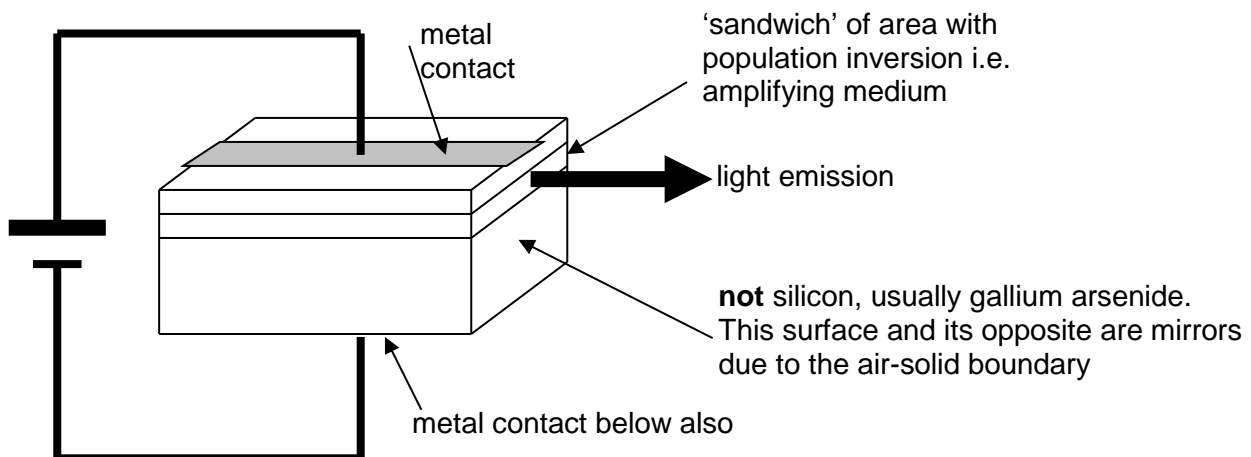 metal
contact
‘sandwich’ of area with
population inversion i.e.
amplifying medium
light emission
not silicon, usually gallium arsenide.
This surface and its opposite are mirrors
due to the air-solid boundary
metal contact below also